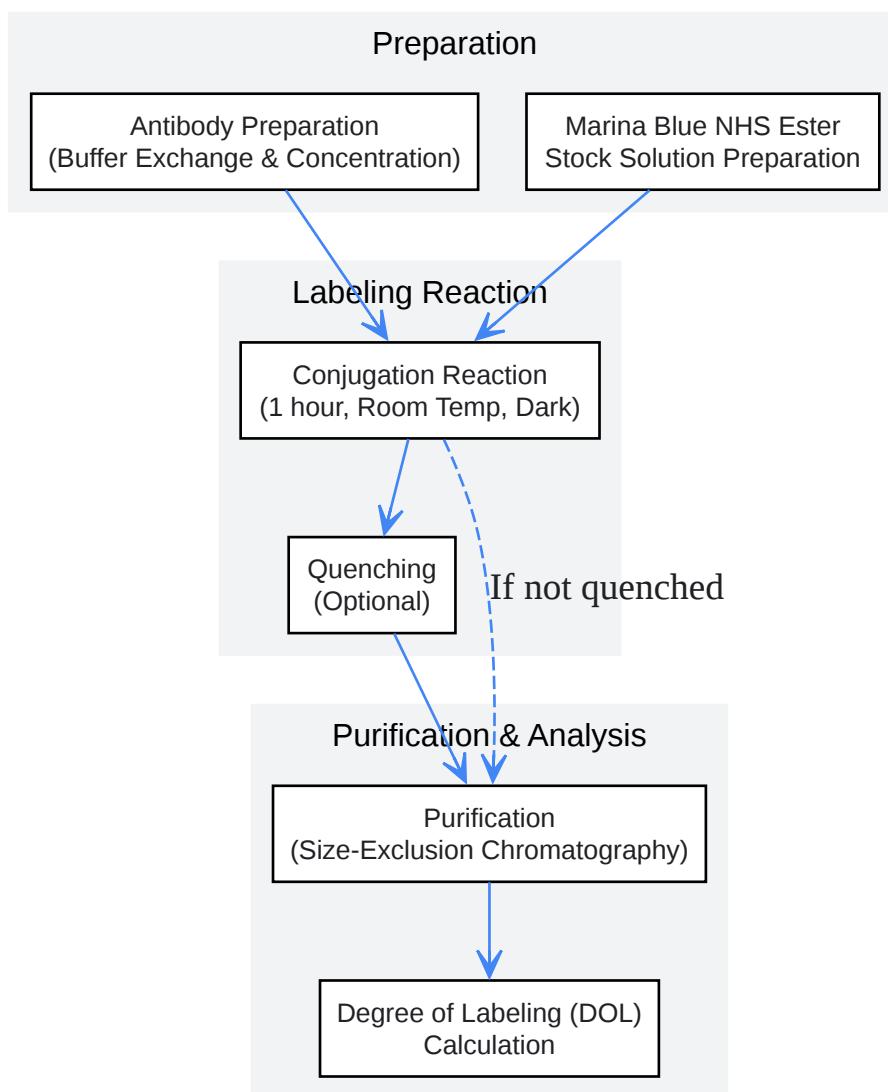 Preparation
Antibody Preparation
(Buffer Exchange & Concentration)
Marina Blue NHS Ester
Stock Solution Preparation
Labeling Reaction
Conjugation Reaction
(1 hour, Room Temp, Dark)
Quenching
(Optional)
If not quenched
Purification & Analysis
Purification
(Size-Exclusion Chromatography)
Degree of Labeling (DOL)
Calculation